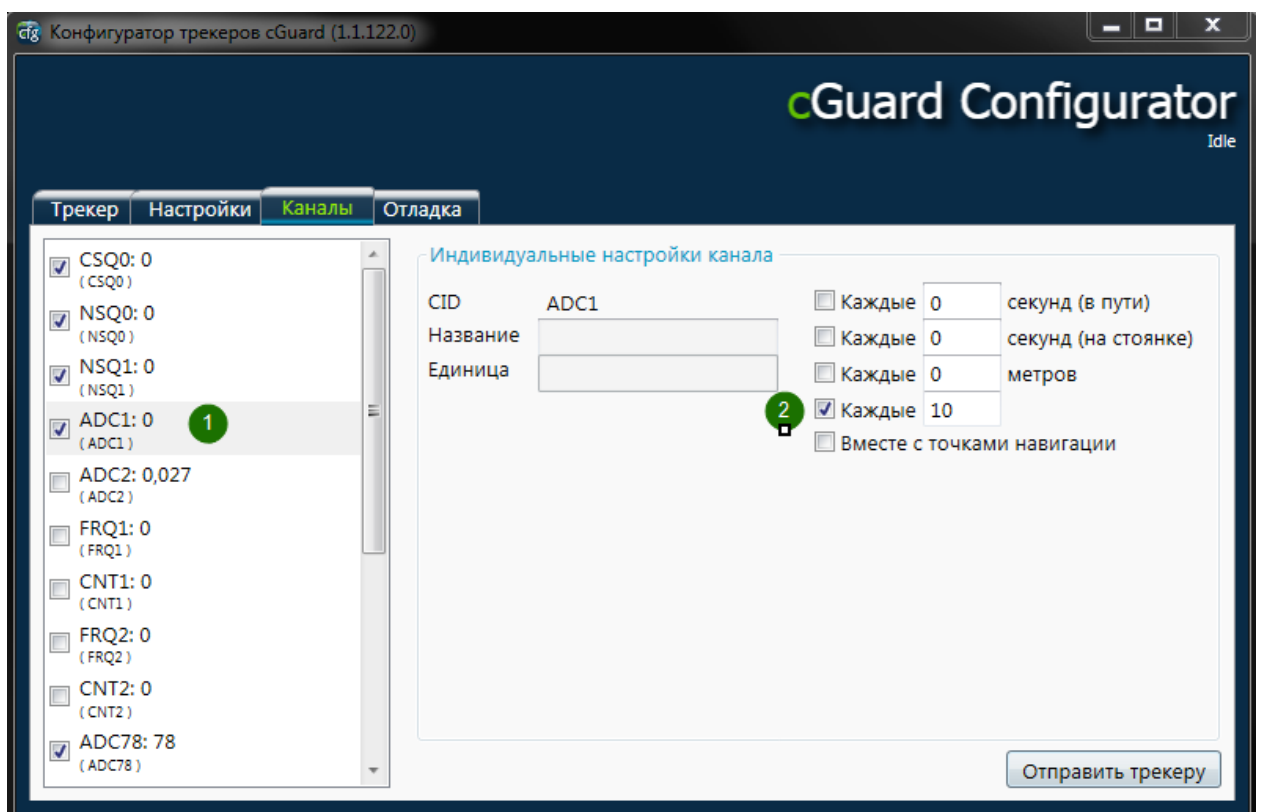 cfg Конфигуратор трекеров cGuard (1.1.122.0)
cGuard Configurator
Idle
Трекер Настройки Каналы Отладка
CSQ0: 0
( CSQ0 )
NSQ0: 0
( NSQ0 )
NSQ1: 0
( NSQ1 )
ADC1: 0
( ADC1 )
1
ADC2: 0,027
( ADC2 )
FRQ1: 0
( FRQ1 )
CNT1: 0
( CNT1 )
FRQ2: 0
( FRQ2 )
CNT2: 0
( CNT2 )
ADC78: 78
( ADC78 )
Индивидуальные настройки канала
CID ADC1
Название
Единица
Каждые 0 секунд (в пути)
Каждые 0 секунд (на стоянке)
Каждые 0 метров
2 Каждые 10
Вместе с точками навигации
Отправить трекеру